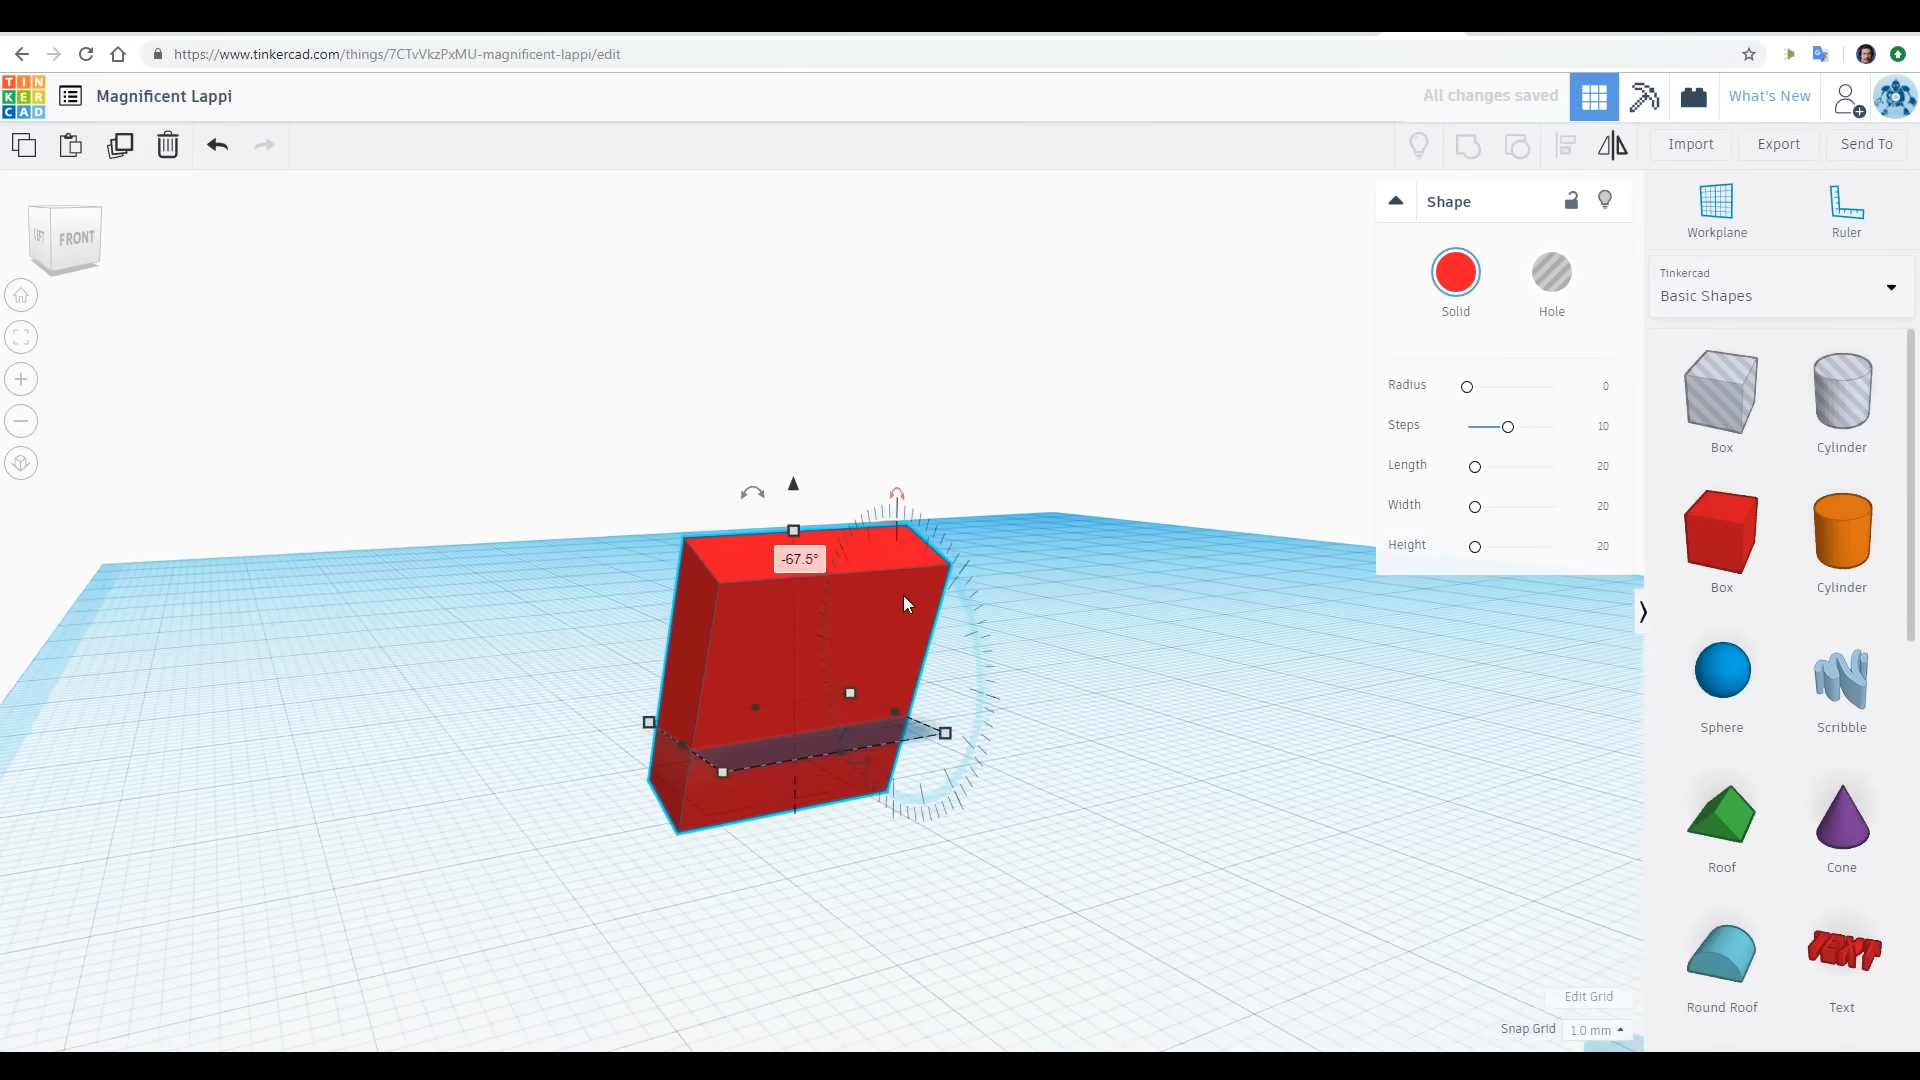 https://www.tinkercad.com/things/7CTvVkzPxMU-magnificent-lappi/edit
TIN
KER
CAD
Magnificent Lappi
All changes saved
What's New
Import
Export
Send To
LEFT
FRONT
Shape
Solid
Hole
Radius
0
Steps
10
Length
20
Width
20
Height
20
Workplane
Ruler
Tinkercad
Basic Shapes
Box
Cylinder
Box
Cylinder
Sphere
Scribble
Roof
Cone
Round Roof
TEXT
Text
-67.5°
Edit Grid
Snap Grid
1.0 mm